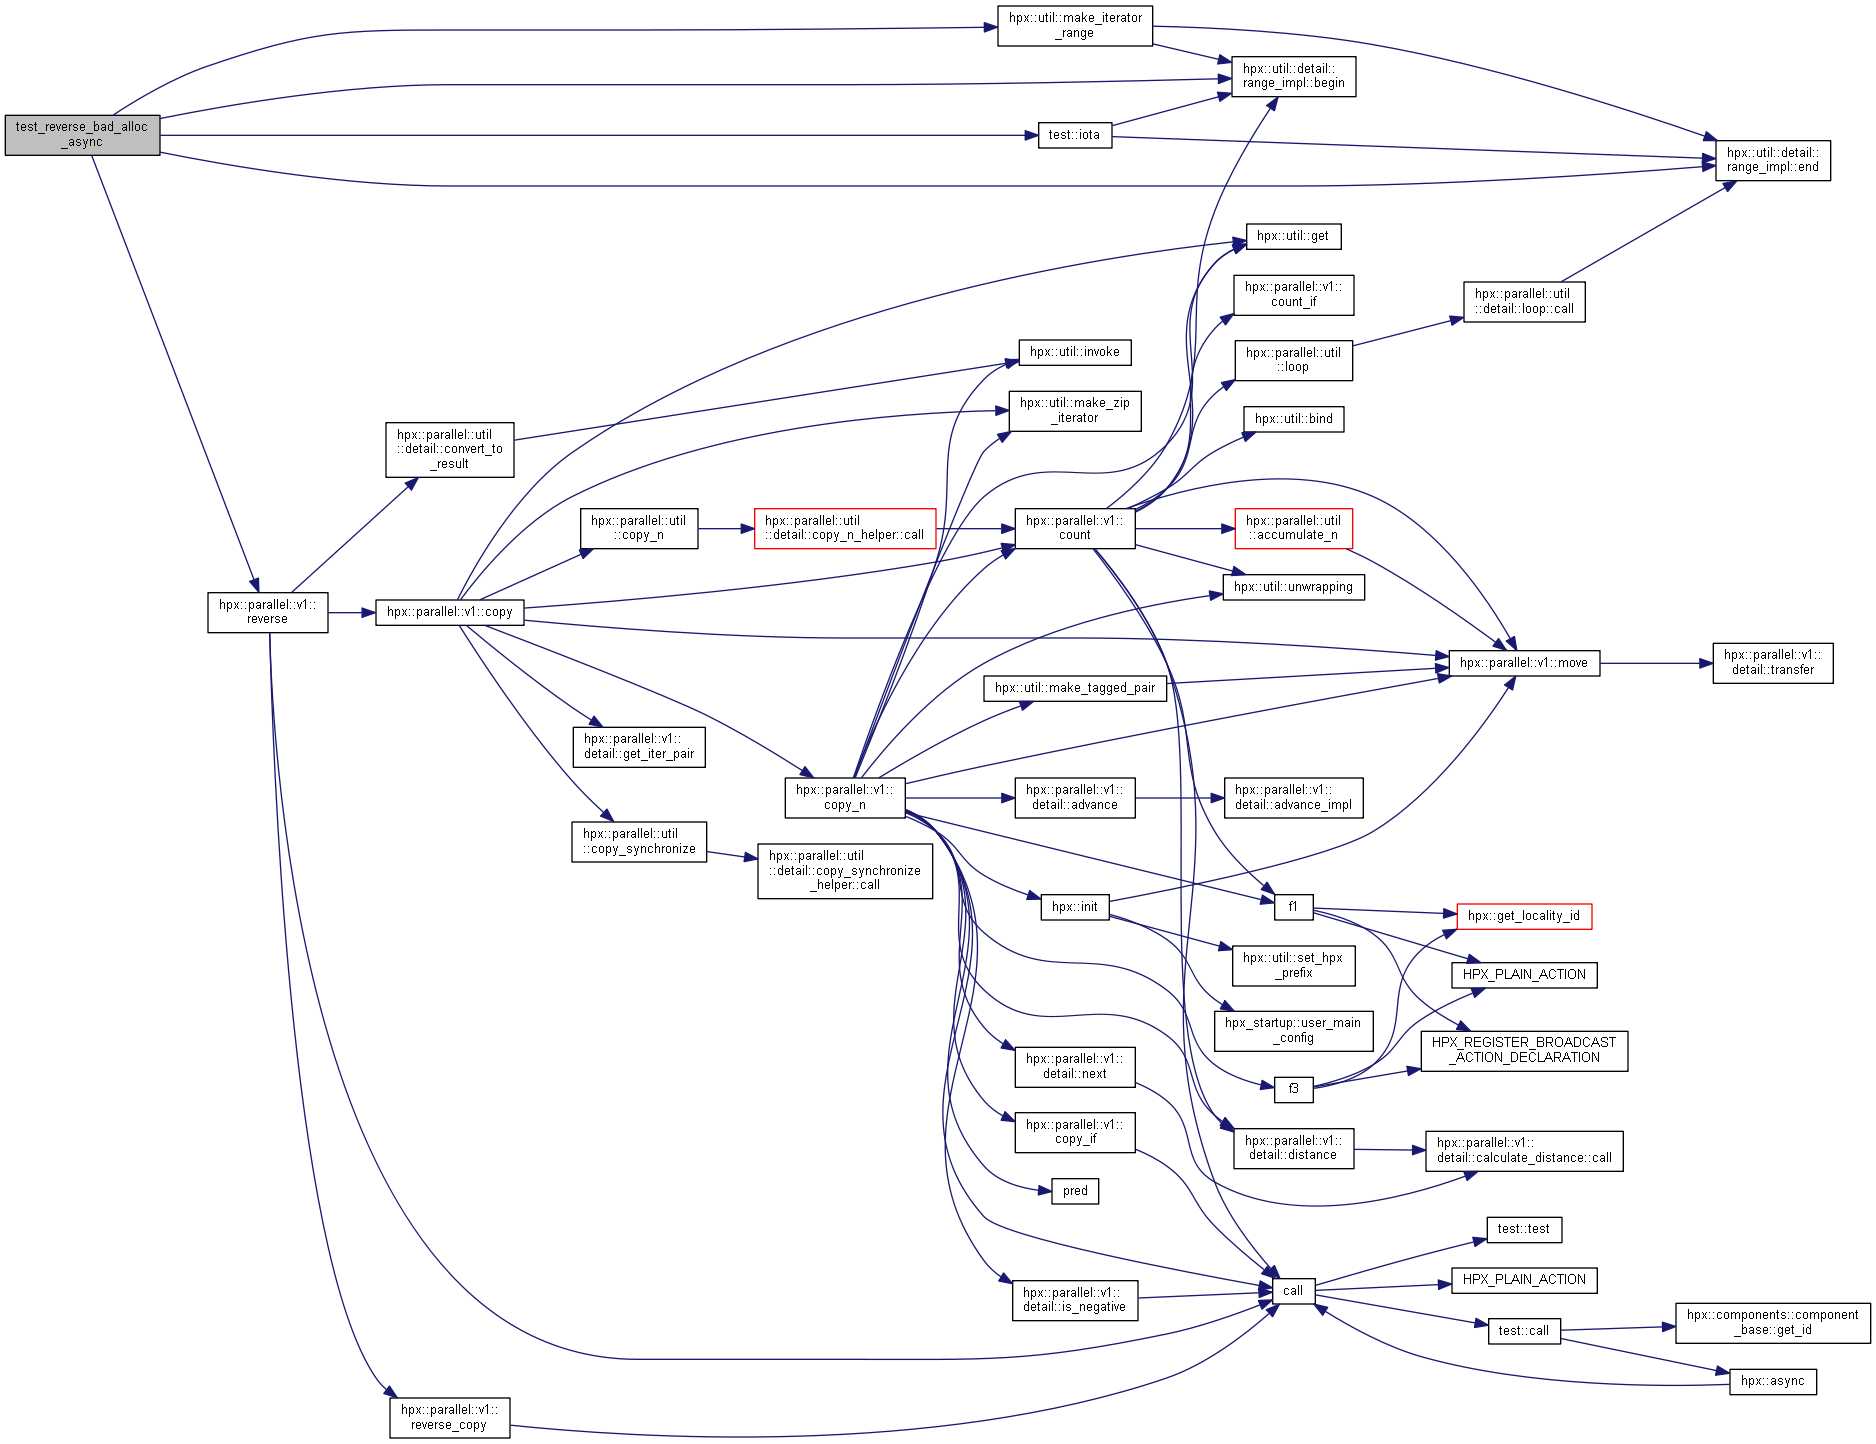 hpx::util::make_iterator
_range
hpx::util::detail::
range_impl::begin
test_reverse_bad_alloc
_async
test::iota
hpx::util::detail::
range_impl::end
hpx::util::get
hpx::parallel::v1::
count_if
hpx::parallel::util
::detail::loop::call
hpx::util::invoke
hpx::parallel::util
::loop
hpx::util::make_zip
_iterator
hpx::util::bind
hpx::parallel::util
::detail::convert_to
_result
hpx::parallel::util
::copy_n
hpx::parallel::util
::detail::copy_n_helper::call
hpx::parallel::v1::
count
hpx::parallel::util
::accumulate_n
hpx::util::unwrapping
hpx::parallel::v1::
reverse
hpx::parallel::v1::copy
hpx::parallel::v1::move
hpx::parallel::v1::
detail::transfer
hpx::util::make_tagged_pair
hpx::parallel::v1::
detail::get_iter_pair
hpx::parallel::v1::
copy_n
hpx::parallel::v1::
detail::advance
hpx::parallel::v1::
detail::advance_impl
hpx::parallel::util
::copy_synchronize
hpx::parallel::util
::detail::copy_synchronize
_helper::call
hpx::init
f1
hpx::get_locality_id
hpx::util::set_hpx
_prefix
HPX_PLAIN_ACTION
hpx_startup::user_main
_config
HPX_REGISTER_BROADCAST
_ACTION_DECLARATION
hpx::parallel::v1::
detail::next
f3
hpx::parallel::v1::
copy_if
hpx::parallel::v1::
detail::distance
hpx::parallel::v1::
detail::calculate_distance::call
pred
test::test
hpx::parallel::v1::
detail::is_negative
call
HPX_PLAIN_ACTION
test::call
hpx::components::component
_base::get_id
hpx::async
hpx::parallel::v1::
reverse_copy